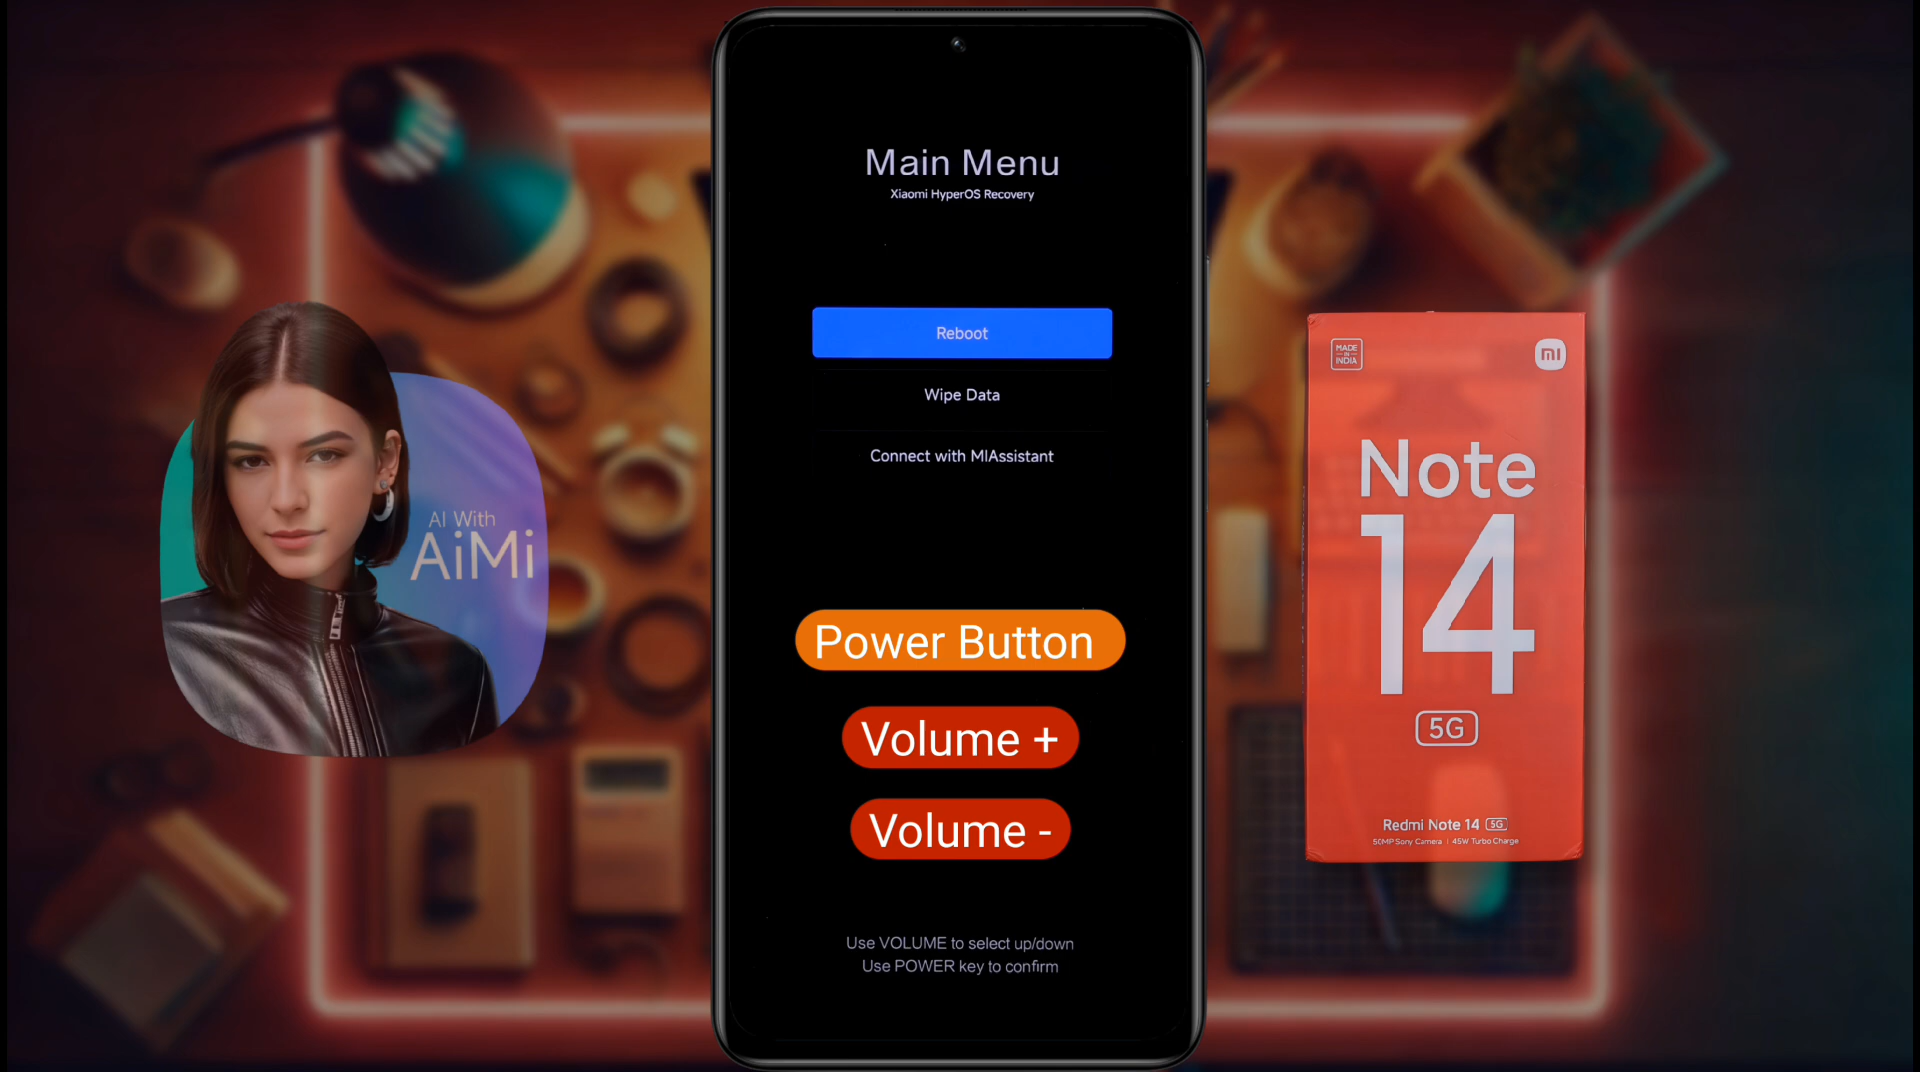 Main Menu
Xiaomi HyperOS Recovery
Reboot
Wipe Data
Connect with MIAssistant
Power Button
Volume +
Volume -
Use VOLUME to select up/down
Use POWER key to confirm
AI With
AiMi
MADE
IN
INDIA
mi
Note
14
5G
Redmi Note 14 5G
50MP Sony Camera | 45W Turbo Charge